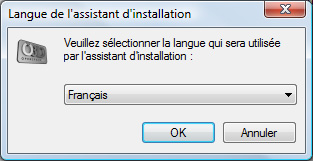 Langue de l'assistant d'installation
Veuillez sélectionner la langue qui sera utilisée
par l'assistant d'installation :
Français
OK
Annuler